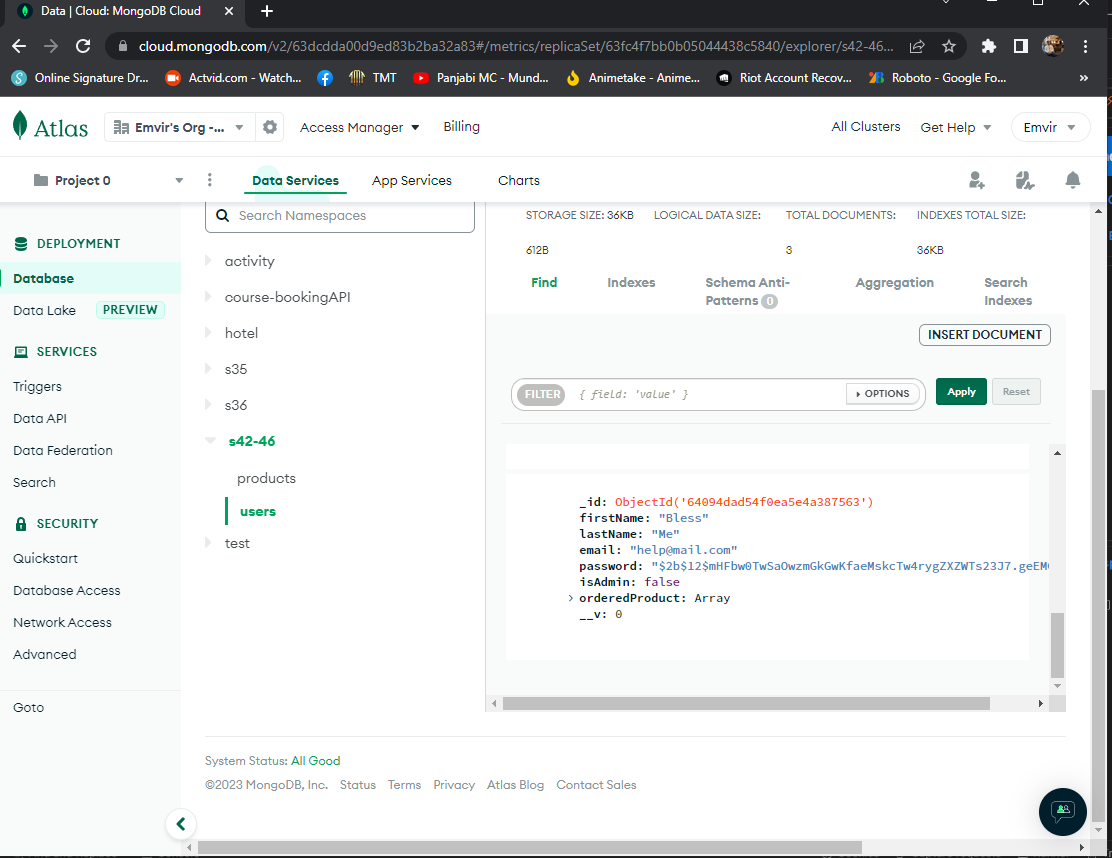 Data | Cloud: MongoDB Cloud
cloud.mongodb.com/v2/63dcdda00d9ed83b2ba32a83#/metrics/replicaSet/63fc4f7bb0b05044438c5840/explorer/s42-46...
Online Signature Dr...
Actvid.com - Watch...
TMT
Panjabi MC - Mund...
Animetake - Anime...
Riot Account Recov...
Roboto - Google Fo...
»
Atlas
Emvir's Org -...
Access Manager
Billing
All Clusters
Get Help
Emvir
Project 0
Data Services
App Services
Charts
DEPLOYMENT
Database
Data Lake
PREVIEW
SERVICES
Triggers
Data API
Data Federation
Search
SECURITY
Quickstart
Database Access
Network Access
Advanced
Goto
Search Namespaces
activity
course-bookingAPI
hotel
s35
s36
s42-46
products
users
test
STORAGE SIZE: 36KB
LOGICAL DATA SIZE: 612B
TOTAL DOCUMENTS: 3
INDEXES TOTAL SIZE: 36KB
Find
Indexes
Schema Anti-Patterns 0
Aggregation
Search Indexes
INSERT DOCUMENT
FILTER
{ field: 'value' }
OPTIONS
Apply
Reset
_id: ObjectId('64094dad54f0ea5e4a387563')
firstName: "Bless"
lastName: "Me"
email: "help@mail.com"
password: "$2b$12$mHFbw0TwSaOwzmGkGwKfaeMskcTw4rygZXZWTs23J7.geEM
isAdmin: false
orderedProduct: Array
__v: 0
System Status: All Good
©2023 MongoDB, Inc.
Status
Terms
Privacy
Atlas Blog
Contact Sales